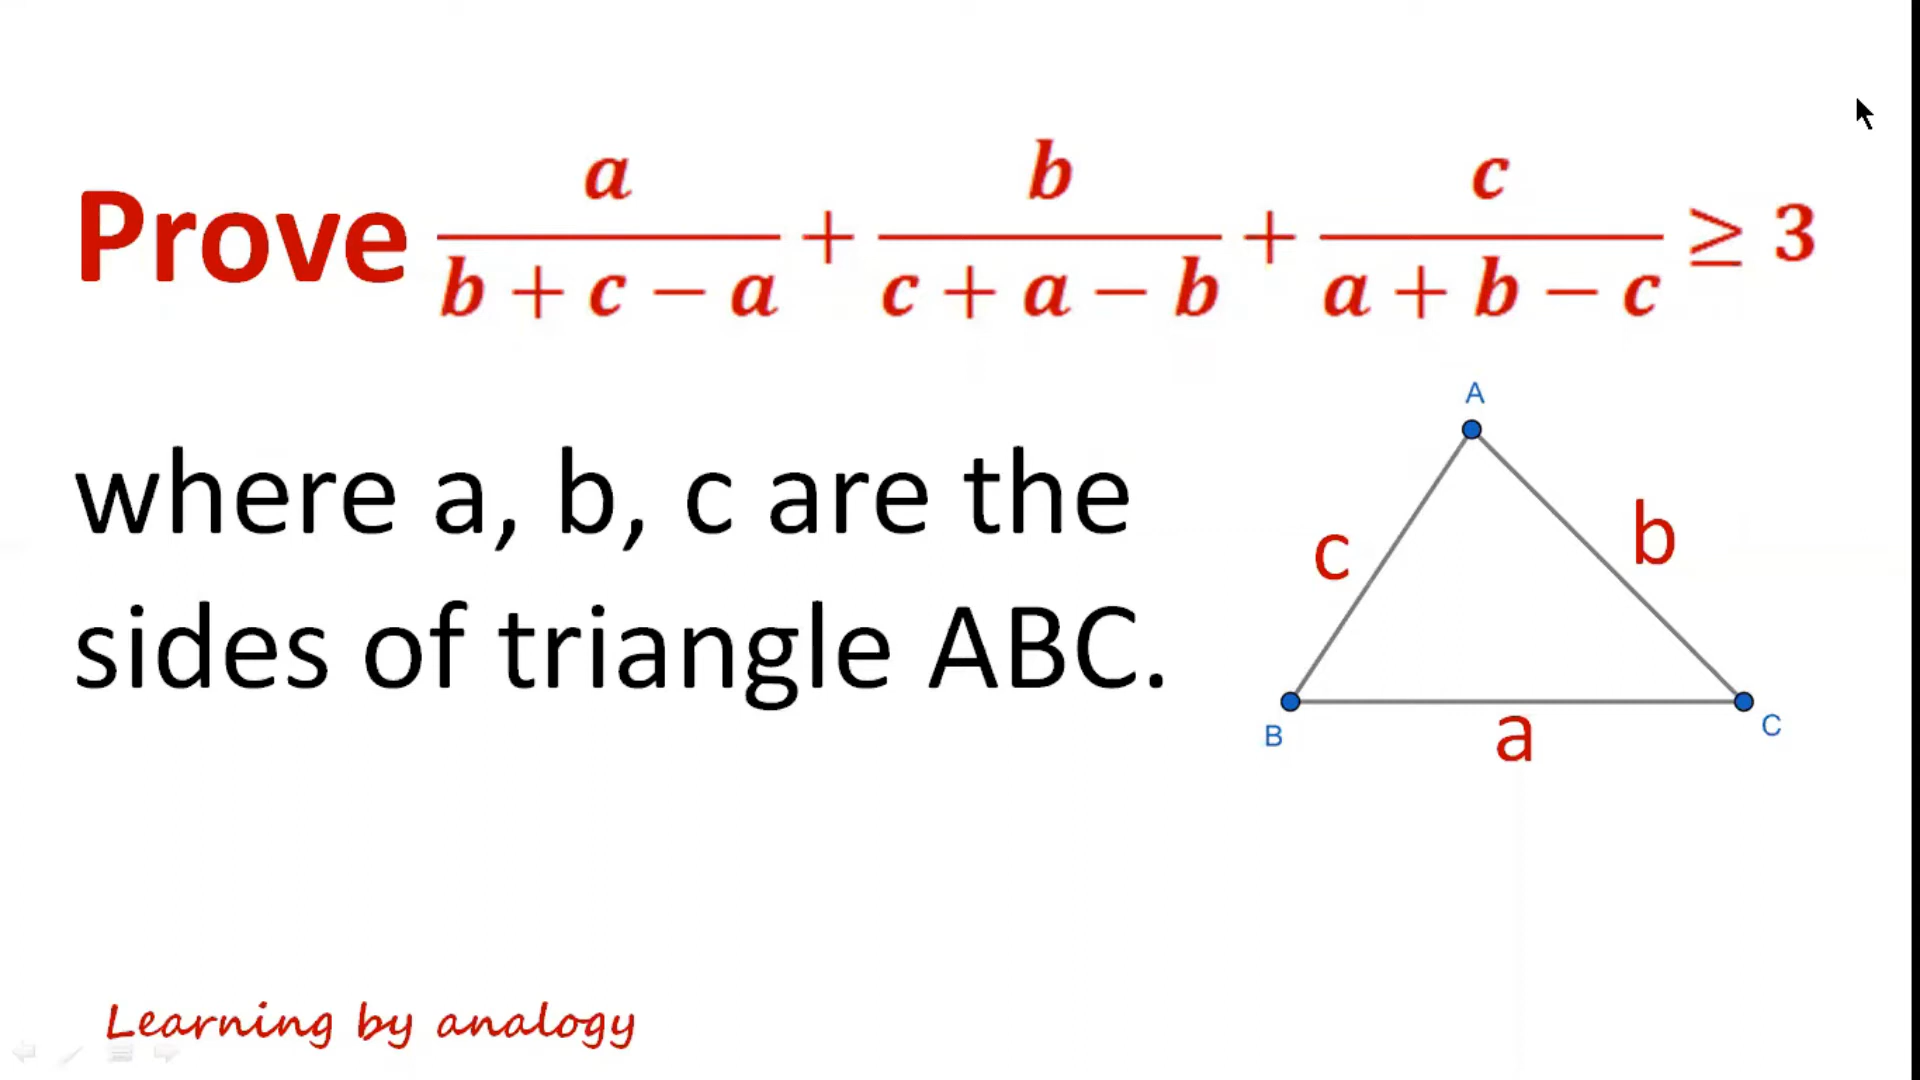 Prove a/(b + c − a) + b/(c + a − b) + c/(a + b − c) ≥ 3
where a, b, c are the
sides of triangle ABC.
A
c
b
B
a
C
Learning by analogy